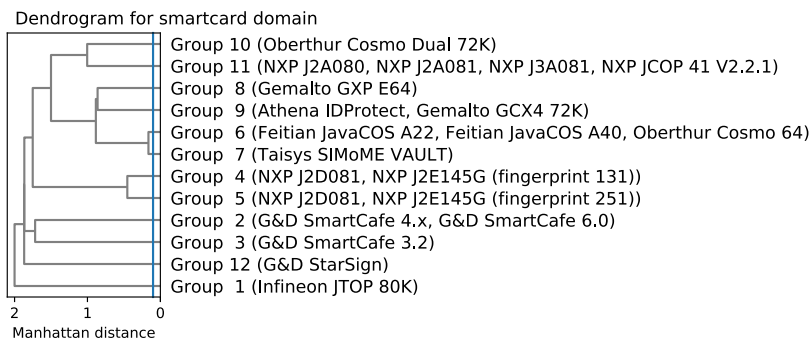 Dendrogram for smartcard domain
Group 10 (Oberthur Cosmo Dual 72K)
Group 11 (NXP J2A080, NXP J2A081, NXP J3A081, NXP JCOP 41 V2.2.1)
Group 8 (Gemalto GXP E64)
Group 9 (Athena IDProtect, Gemalto GCX4 72K)
Group 6 (Feitian JavaCOS A22, Feitian JavaCOS A40, Oberthur Cosmo 64)
Group 7 (Taisys SIMoME VAULT)
Group 4 (NXP J2D081, NXP J2E145G (fingerprint 131))
Group 5 (NXP J2D081, NXP J2E145G (fingerprint 251))
Group 2 (G&D SmartCafe 4.x, G&D SmartCafe 6.0)
Group 3 (G&D SmartCafe 3.2)
Group 12 (G&D StarSign)
Group 1 (Infineon JTOP 80K)
2 1 0
Manhattan distance